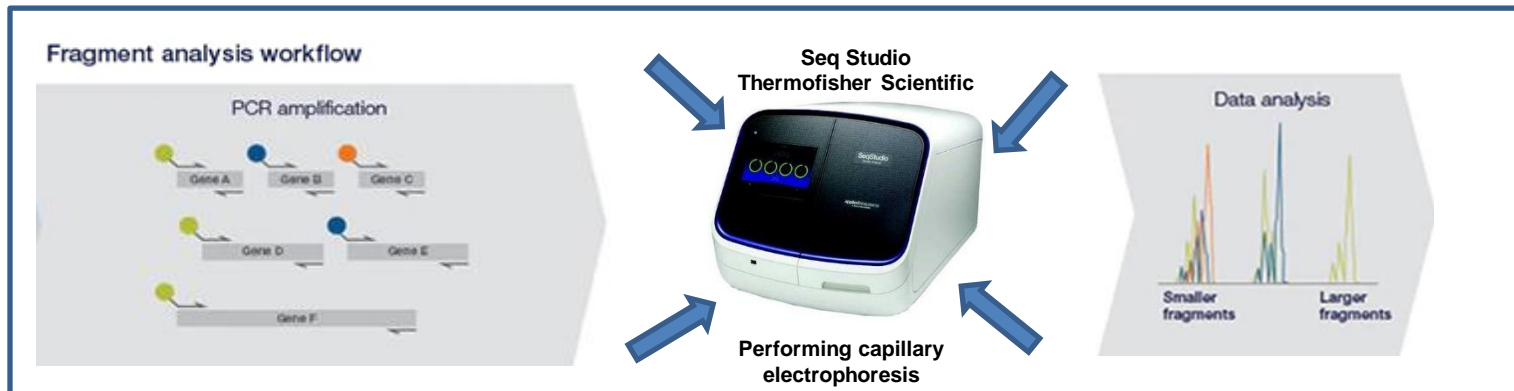 Fragment analysis workflow
PCR amplification
Gene A
Gene B
Gene C
Gene D
Gene E
Gene F
Seq Studio
Thermofisher Scientific
SeqStudio
Performing capillary
electrophoresis
Data analysis
Smaller
fragments
Larger
fragments